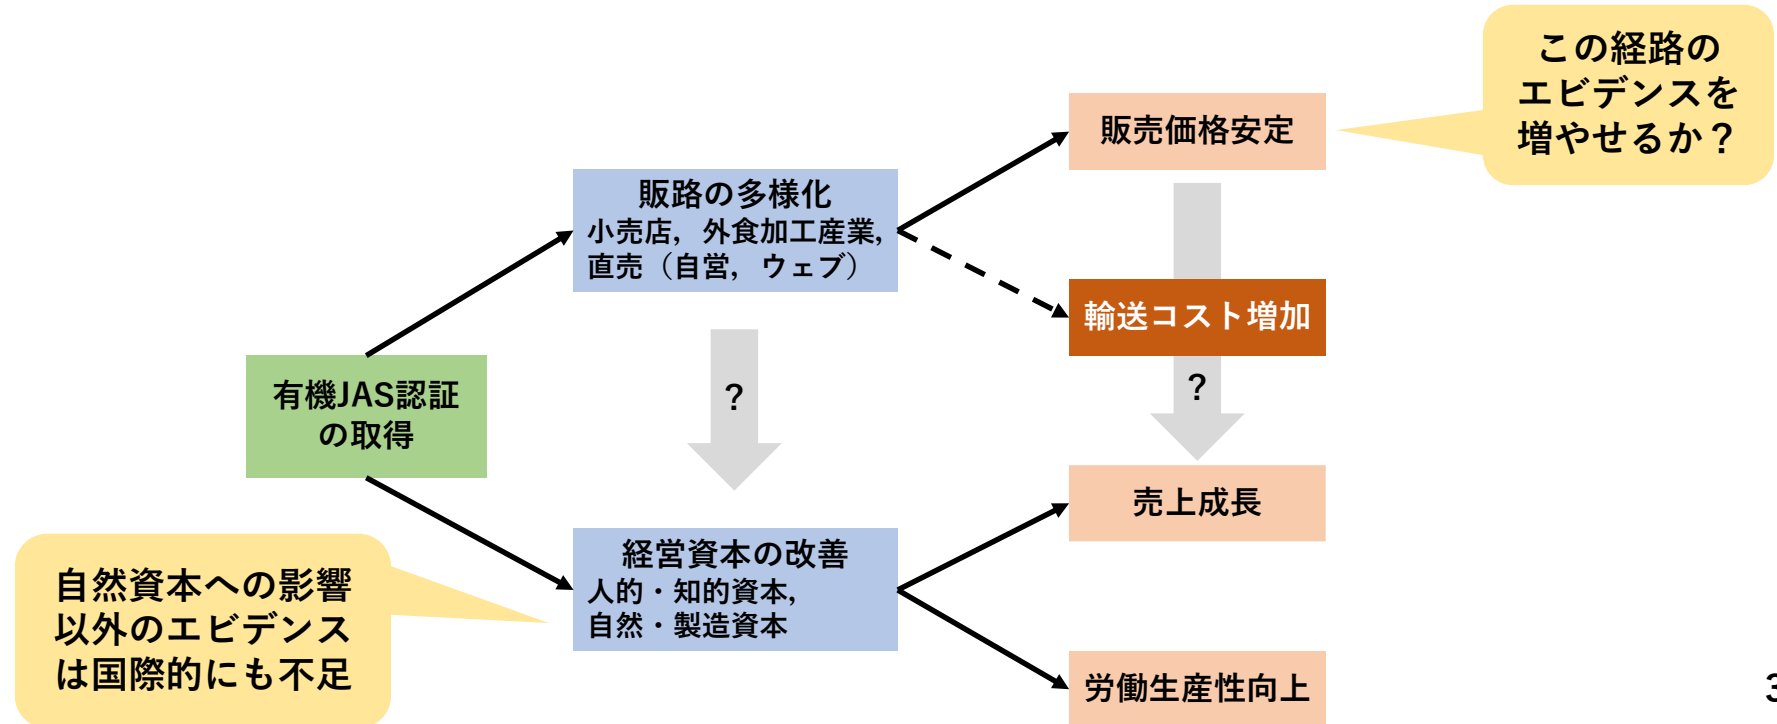 この経路の
エビデンスを
増やせるか？
販売価格安定
販路の多様化
小売店，外食加工産業，
直売（自営，ウェブ）
輸送コスト増加
？
？
有機JAS認証
の取得
売上成長
経営資本の改善
人的・知的資本，
自然・製造資本
自然資本への影響
以外のエビデンス
は国際的にも不足
労働生産性向上
3